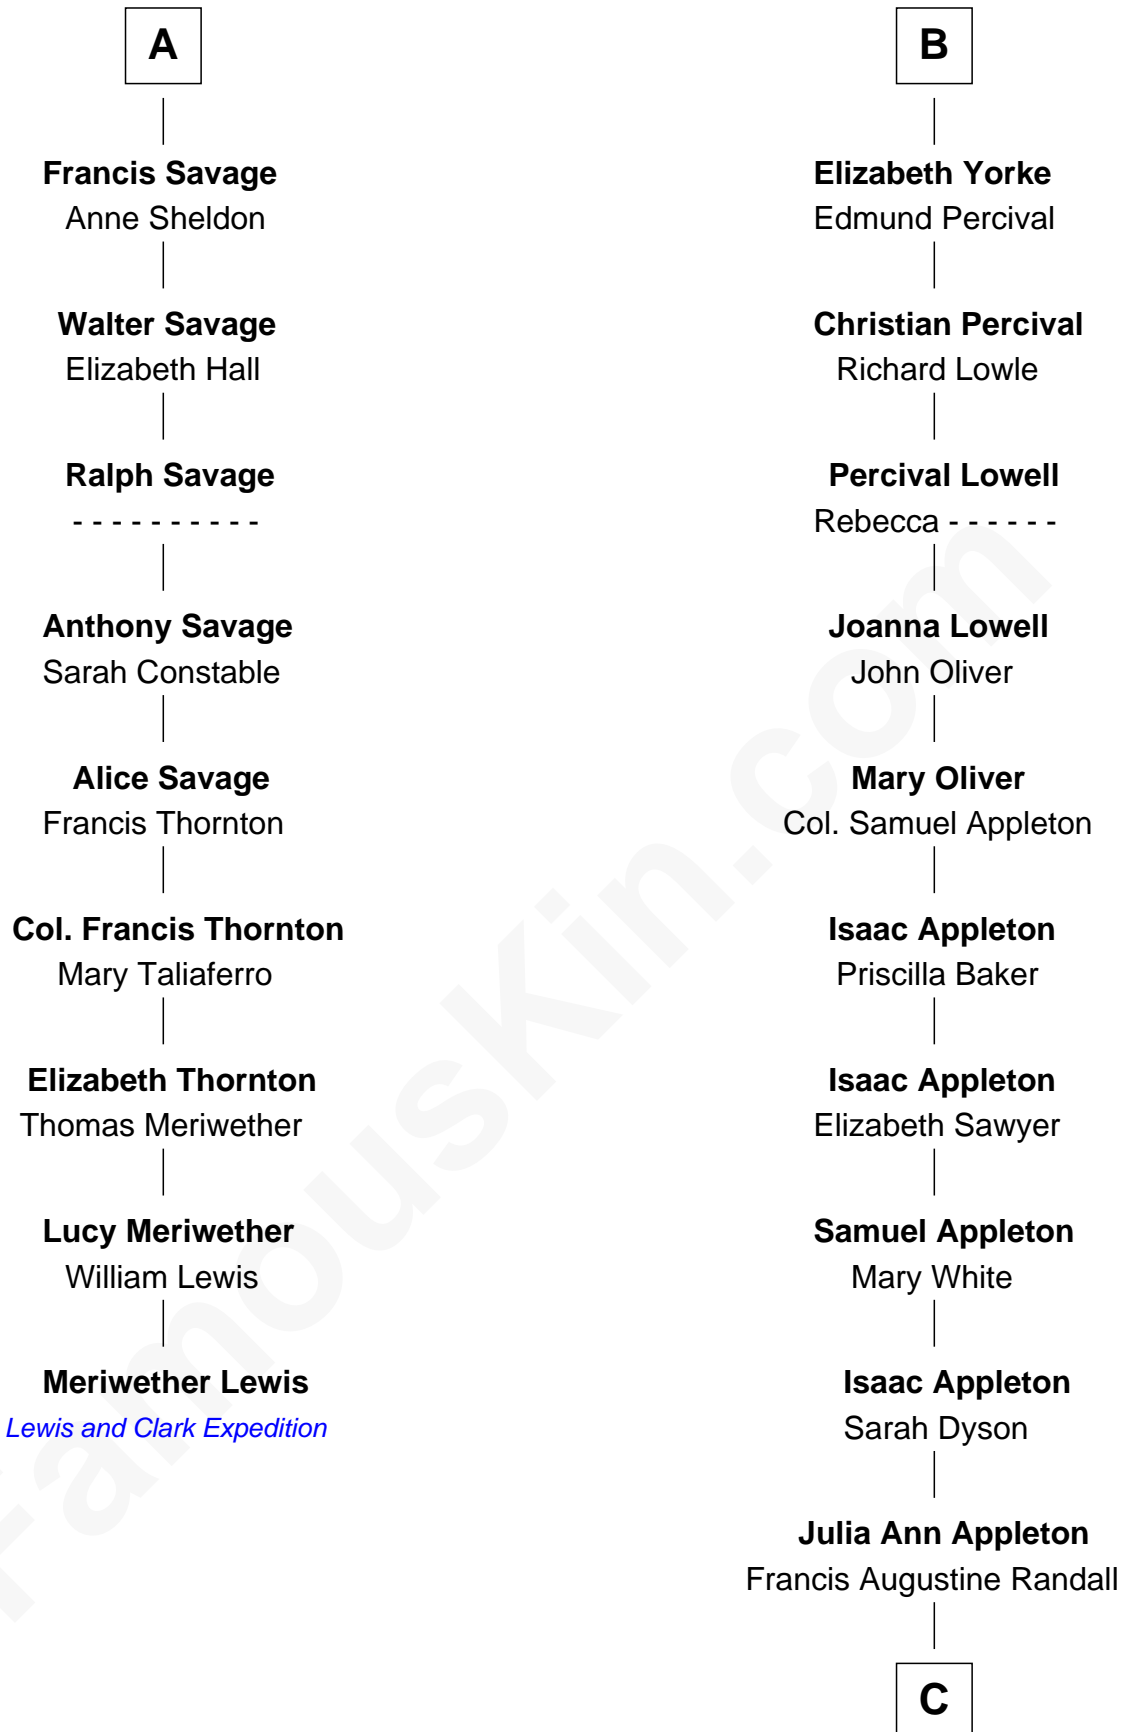 A
Francis Savage
Anne Sheldon
Walter Savage
Elizabeth Hall
Ralph Savage
- - - - - - - - - -
Anthony Savage
Sarah Constable
Alice Savage
Francis Thornton
Col. Francis Thornton
Mary Taliaferro
Elizabeth Thornton
Thomas Meriwether
Lucy Meriwether
William Lewis
Meriwether Lewis
Lewis and Clark Expedition
B
Elizabeth Yorke
Edmund Percival
Christian Percival
Richard Lowle
Percival Lowell
Rebecca - - - - - -
Joanna Lowell
John Oliver
Mary Oliver
Col. Samuel Appleton
Isaac Appleton
Priscilla Baker
Isaac Appleton
Elizabeth Sawyer
Samuel Appleton
Mary White
Isaac Appleton
Sarah Dyson
Julia Ann Appleton
Francis Augustine Randall
C
FamousKin.com